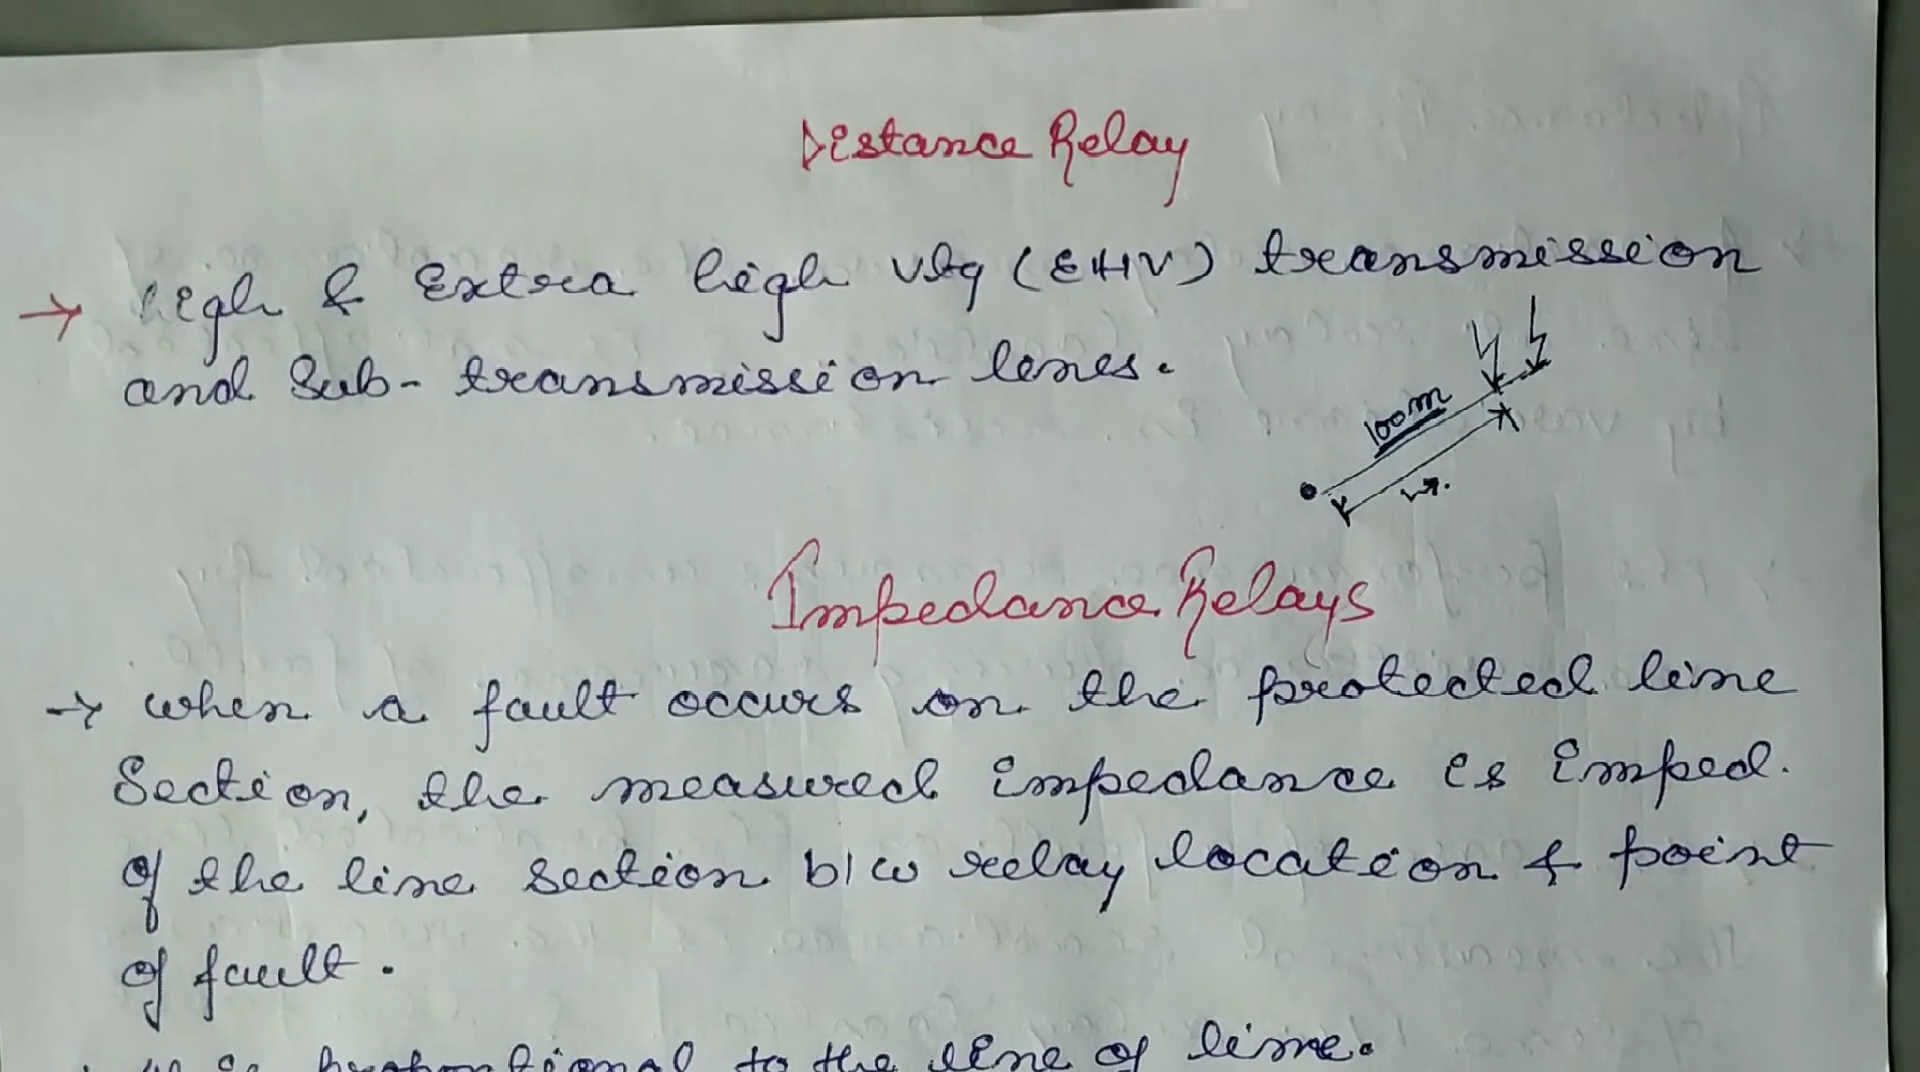 Distance Relay
→ high & Extra high vtg (EHV) transmission
and Sub-transmission lines.
100m
Impedance Relays
→ when a fault occurs on the protected line
Section, the measured impedance is imped.
of the line section b/w relay location & point
of fault.
proportional to the line of line.